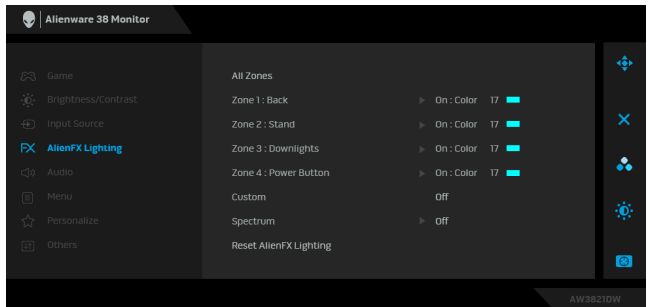 Alienware 38 Monitor
Game
Brightness/Contrast
Input Source
FX AlienFX Lighting
Audio
Menu
Personalize
Others
All Zones
Zone 1 : Back On : Color 17
Zone 2 : Stand On : Color 17
Zone 3 : Downlights On : Color 17
Zone 4 : Power Button On : Color 17
Custom Off
Spectrum Off
Reset AlienFX Lighting
AW3821DW